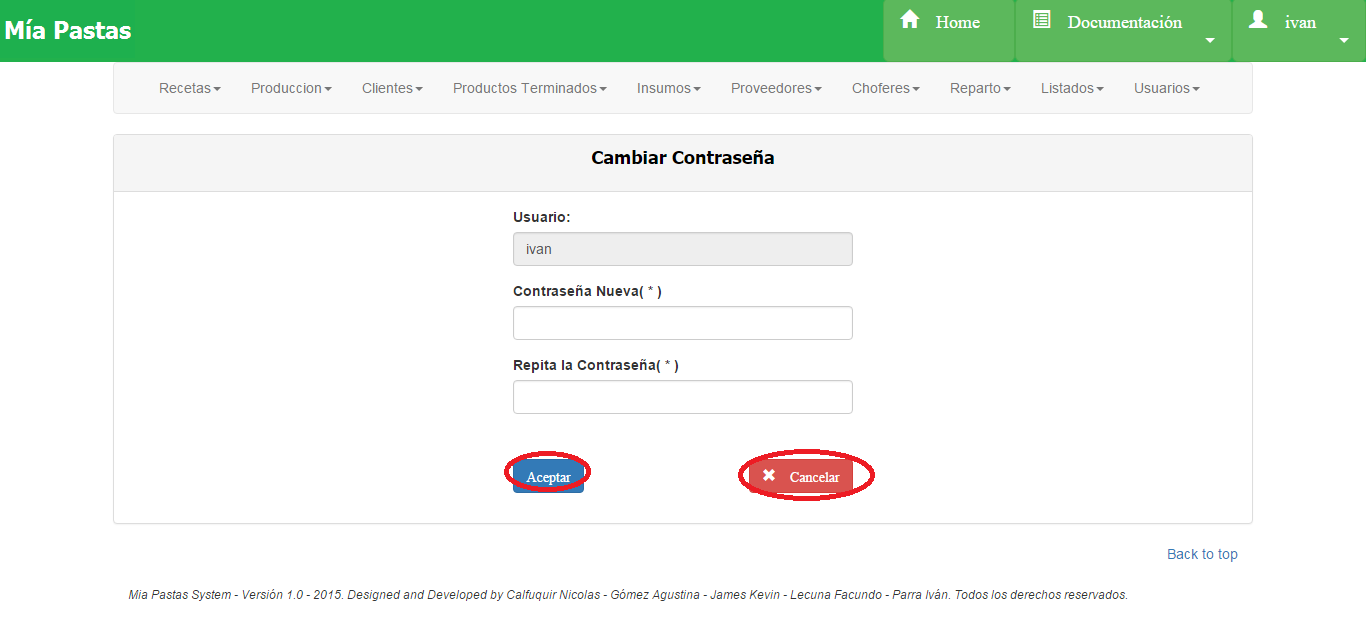 Mía Pastas
Home
Documentación
ivan
Recetas Produccion Clientes Productos Terminados Insumos Proveedores Choferes Reparto Listados Usuarios
Cambiar Contraseña
Usuario:
ivan
Contraseña Nueva( * )
Repita la Contraseña( * )
Aceptar
Cancelar
Back to top
Mia Pastas System - Versión 1.0 - 2015. Designed and Developed by Calfuquir Nicolas - Gómez Agustina - James Kevin - Lecuna Facundo - Parra Iván. Todos los derechos reservados.